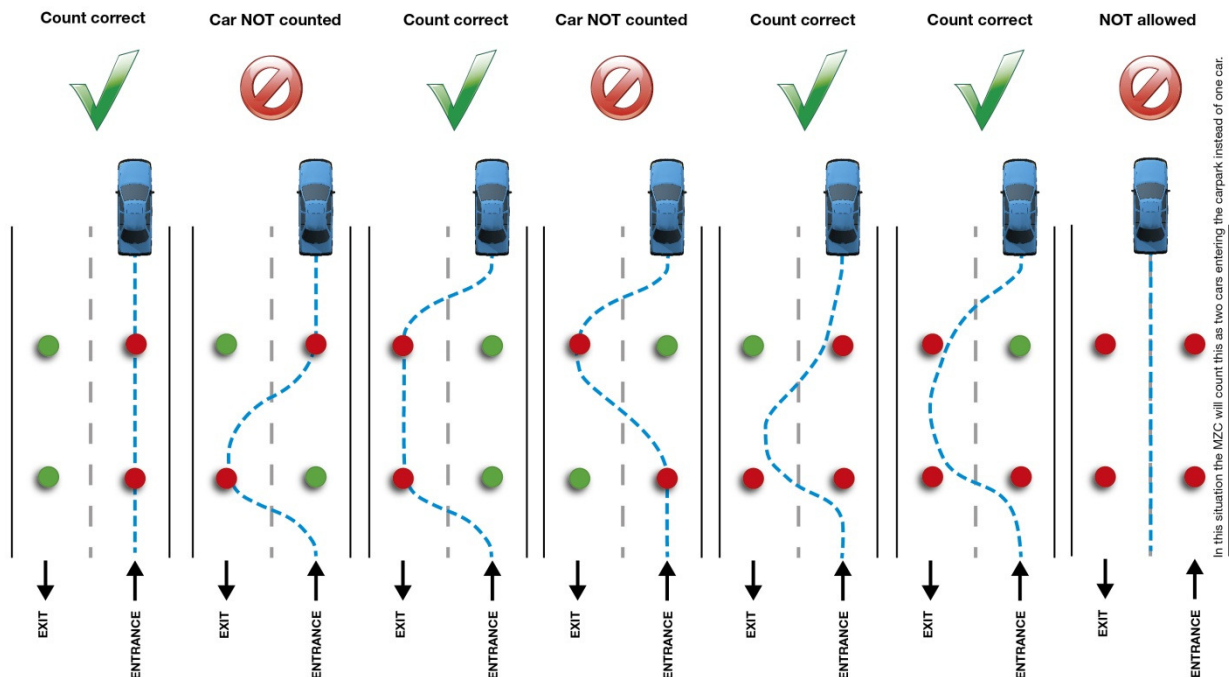 Count correct
Car NOT counted
Count correct
Car NOT counted
Count correct
Count correct
NOT allowed
In this situation the MZC will count this as two cars entering the carpark instead of one car.
EXIT
ENTRANCE
EXIT
ENTRANCE
EXIT
ENTRANCE
EXIT
ENTRANCE
EXIT
ENTRANCE
EXIT
ENTRANCE
EXIT
ENTRANCE